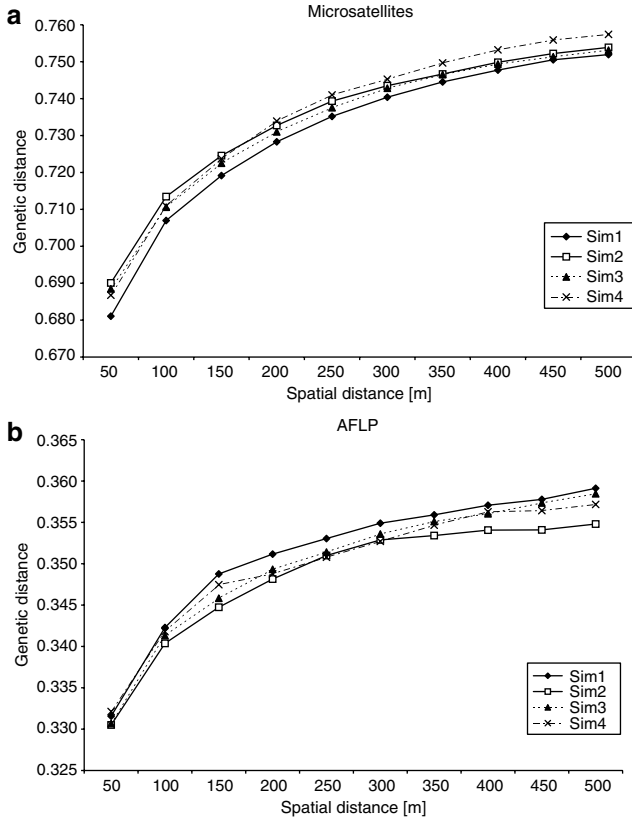 a
Microsatellites
0.760
0.750
0.740
0.730
0.720
0.710
0.700
0.690
0.680
0.670
Genetic distance
50 100 150 200 250 300 350 400 450 500
Spatial distance [m]
Sim1
Sim2
Sim3
Sim4
b
AFLP
0.365
0.360
0.355
0.350
0.345
0.340
0.335
0.330
0.325
Genetic distance
50 100 150 200 250 300 350 400 450 500
Spatial distance [m]
Sim1
Sim2
Sim3
Sim4